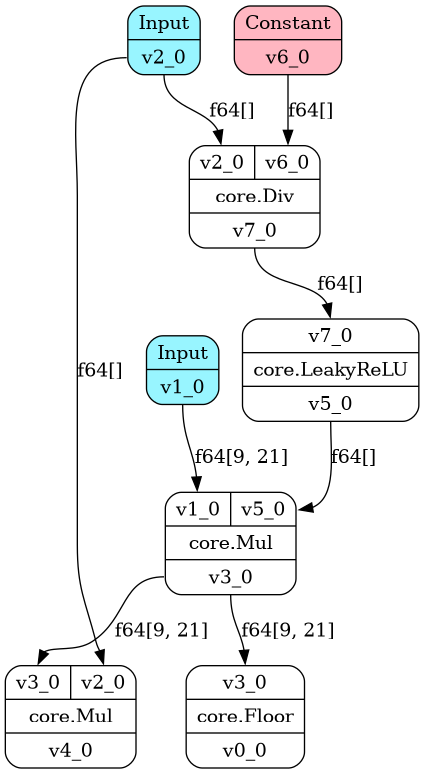 Input
v2_0
Constant
v6_0
f64[]
f64[]
v2_0 v6_0
core.Div
v7_0
f64[]
f64[]
v7_0
core.LeakyReLU
v5_0
Input
v1_0
f64[9, 21]
f64[]
v1_0 v5_0
core.Mul
v3_0
f64[9, 21]
f64[9, 21]
v3_0 v2_0
core.Mul
v4_0
v3_0
core.Floor
v0_0